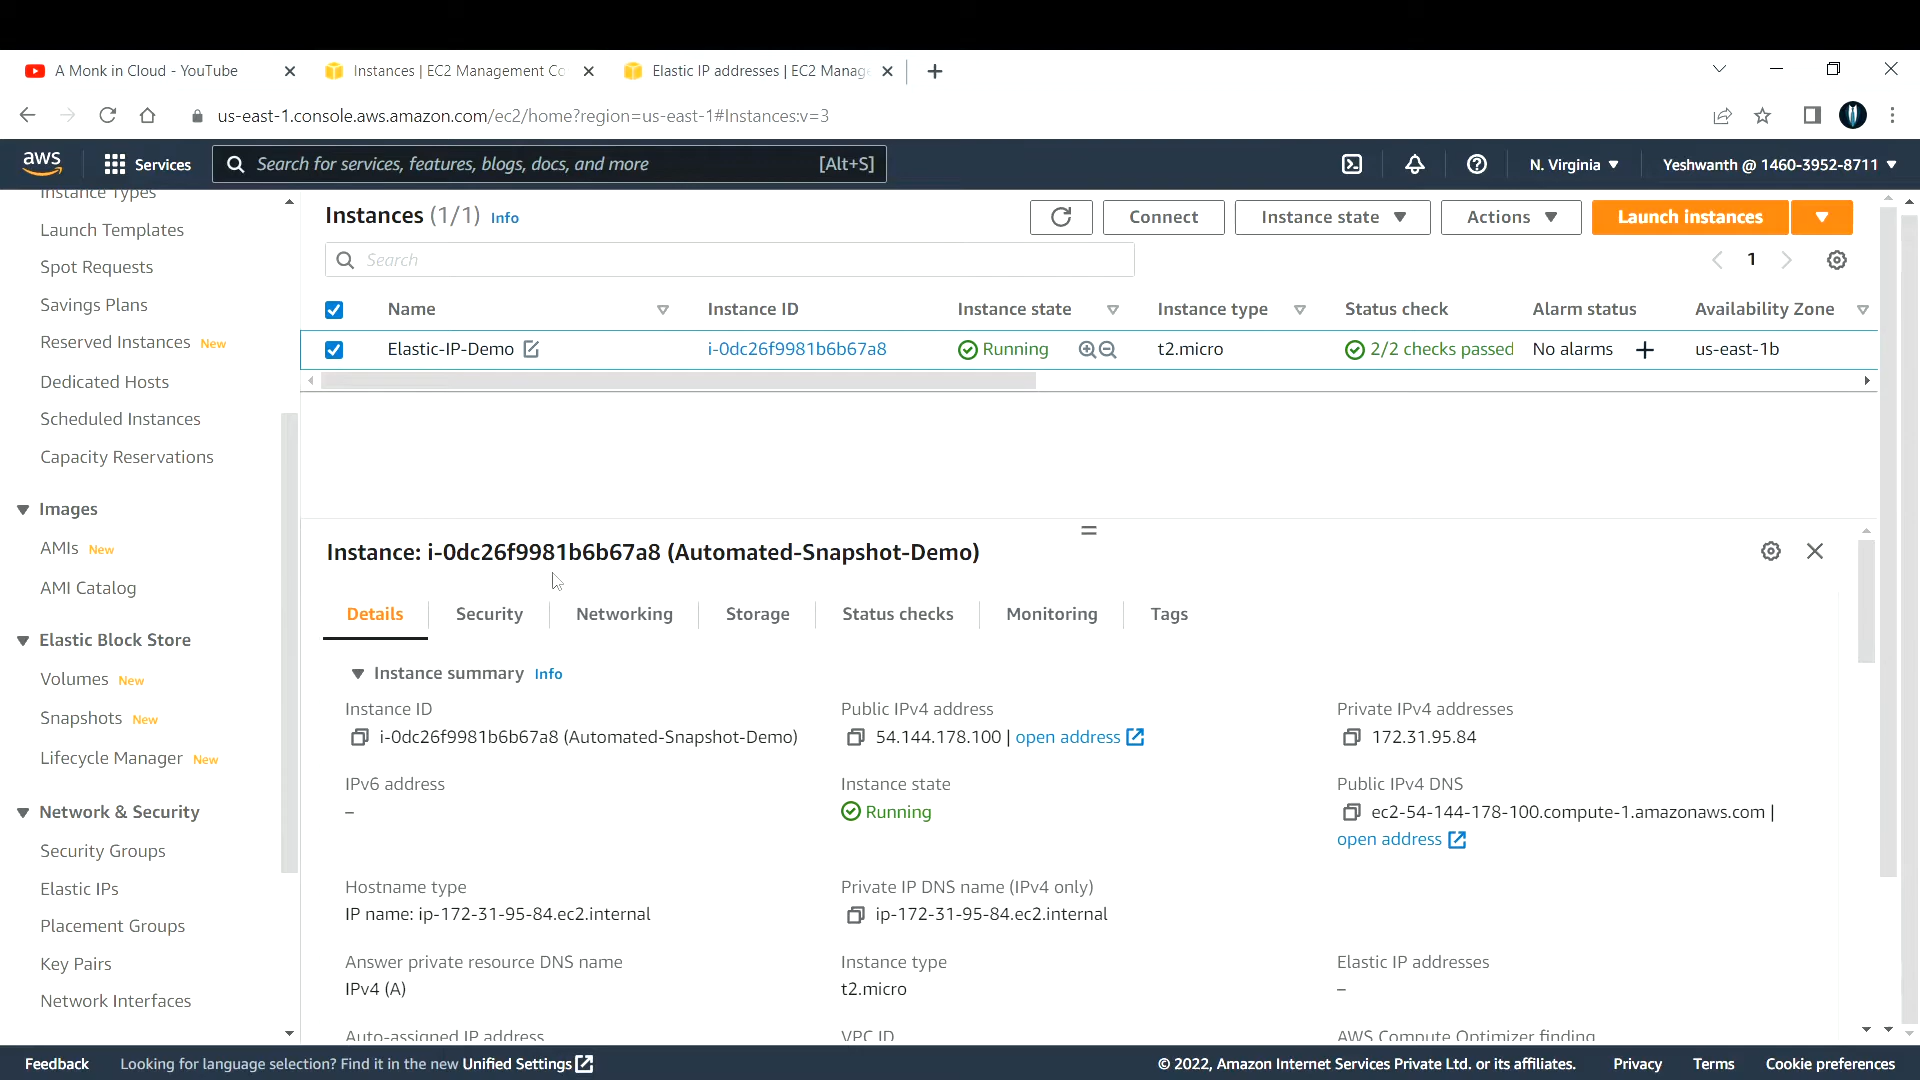 A Monk in Cloud - YouTube
Instances | EC2 Management Co
Elastic IP addresses | EC2 Manag
us-east-1.console.aws.amazon.com/ec2/home?region=us-east-1#Instances:v=3
aws
Services
Search for services, features, blogs, docs, and more
[Alt+S]
N. Virginia
Yeshwanth @ 1460-3952-8711
Instance Types
Launch Templates
Spot Requests
Savings Plans
Reserved Instances New
Dedicated Hosts
Scheduled Instances
Capacity Reservations
Images
AMIs New
AMI Catalog
Elastic Block Store
Volumes New
Snapshots New
Lifecycle Manager New
Network & Security
Security Groups
Elastic IPs
Placement Groups
Key Pairs
Network Interfaces
Instances (1/1) Info
Connect
Instance state
Actions
Launch instances
Search
1
Name
Instance ID
Instance state
Instance type
Status check
Alarm status
Availability Zone
Elastic-IP-Demo
i-0dc26f9981b6b67a8
Running
t2.micro
2/2 checks passed
No alarms
us-east-1b
Instance: i-0dc26f9981b6b67a8 (Automated-Snapshot-Demo)
Details
Security
Networking
Storage
Status checks
Monitoring
Tags
Instance summary Info
Instance ID
i-0dc26f9981b6b67a8 (Automated-Snapshot-Demo)
Public IPv4 address
54.144.178.100 | open address
Private IPv4 addresses
172.31.95.84
IPv6 address
–
Instance state
Running
Public IPv4 DNS
ec2-54-144-178-100.compute-1.amazonaws.com |
open address
Hostname type
IP name: ip-172-31-95-84.ec2.internal
Private IP DNS name (IPv4 only)
ip-172-31-95-84.ec2.internal
Answer private resource DNS name
IPv4 (A)
Instance type
t2.micro
Elastic IP addresses
–
Auto-assigned IP address
VPC ID
AWS Compute Optimizer finding
Feedback
Looking for language selection? Find it in the new Unified Settings
© 2022, Amazon Internet Services Private Ltd. or its affiliates.
Privacy
Terms
Cookie preferences